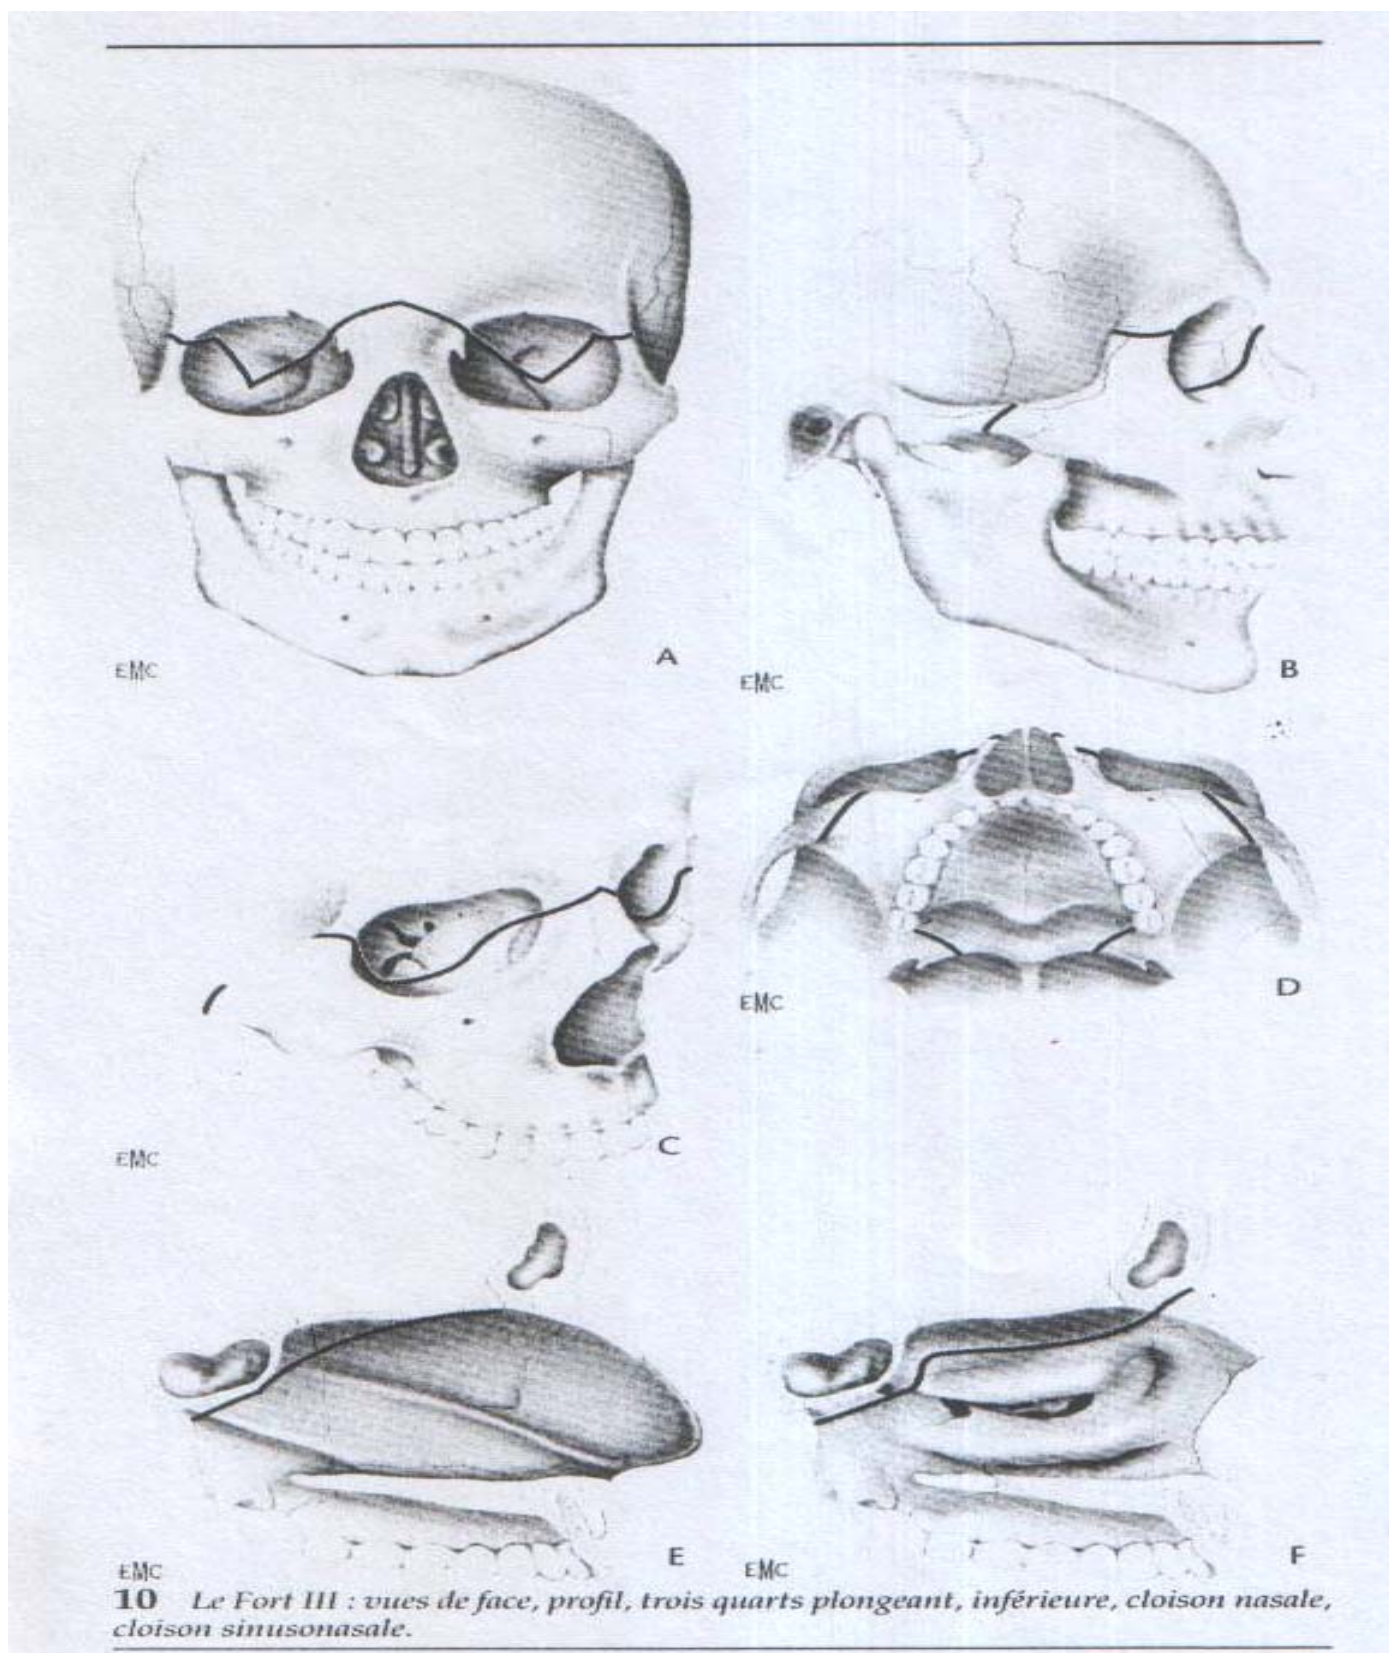 EMC
A
EMC
B
EMC
C
EMC
D
EMC
E
EMC
F
10 Le Fort III : vues de face, profil, trois quarts plongeant, inférieure, cloison nasale,
cloison sinusonasale.